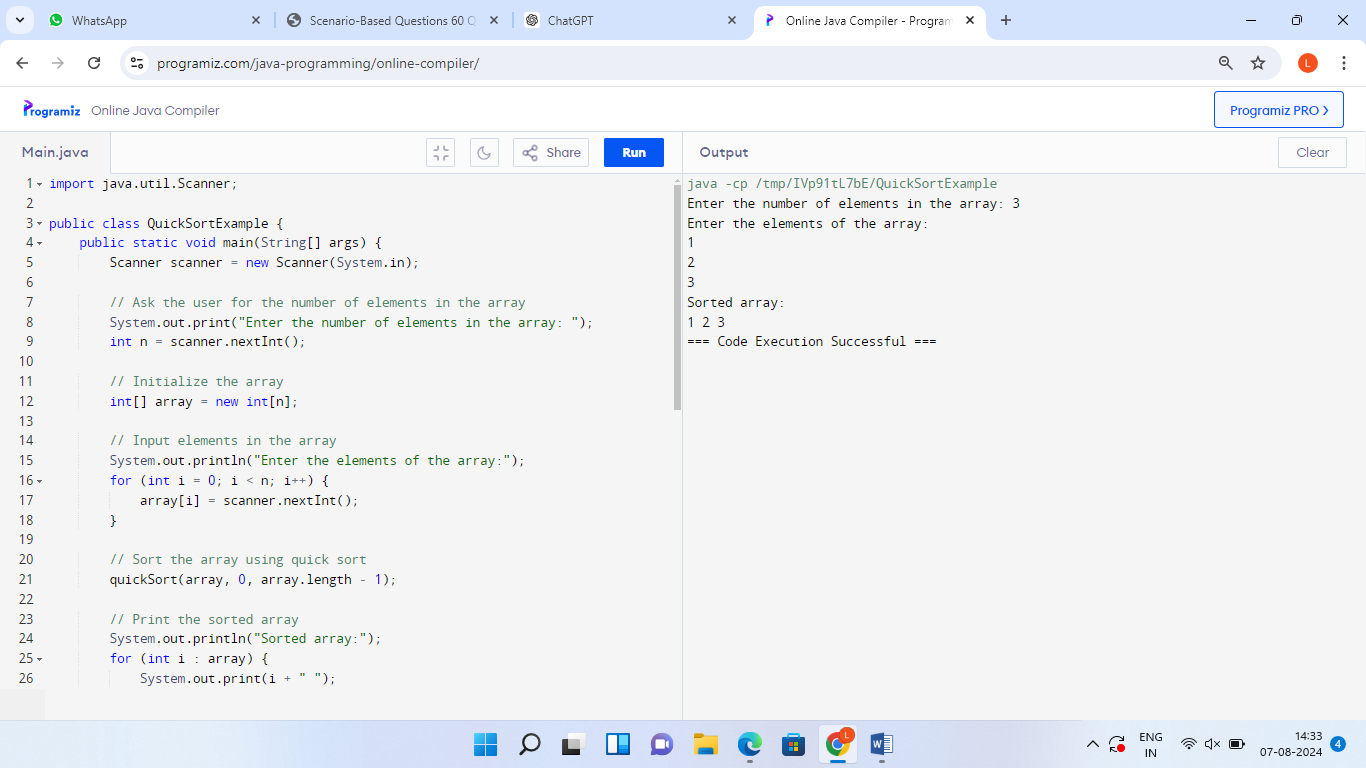 WhatsApp
Scenario-Based Questions 60 Q
ChatGPT
Online Java Compiler - Program
programiz.com/java-programming/online-compiler/
L
Programiz Online Java Compiler
Programiz PRO
Main.java
Share
Run
Output
Clear
1 import java.util.Scanner;
2
3 public class QuickSortExample {
4 public static void main(String[] args) {
5 Scanner scanner = new Scanner(System.in);
6
7 // Ask the user for the number of elements in the array
8 System.out.print("Enter the number of elements in the array: ");
9 int n = scanner.nextInt();
10
11 // Initialize the array
12 int[] array = new int[n];
13
14 // Input elements in the array
15 System.out.println("Enter the elements of the array:");
16 for (int i = 0; i < n; i++) {
17 array[i] = scanner.nextInt();
18 }
19
20 // Sort the array using quick sort
21 quickSort(array, 0, array.length - 1);
22
23 // Print the sorted array
24 System.out.println("Sorted array:");
25 for (int i : array) {
26 System.out.print(i + " ");
java -cp /tmp/IVp91tL7bE/QuickSortExample
Enter the number of elements in the array: 3
Enter the elements of the array:
1
2
3
Sorted array:
1 2 3
=== Code Execution Successful ===
L
ENG
IN
14:33
07-08-2024
4